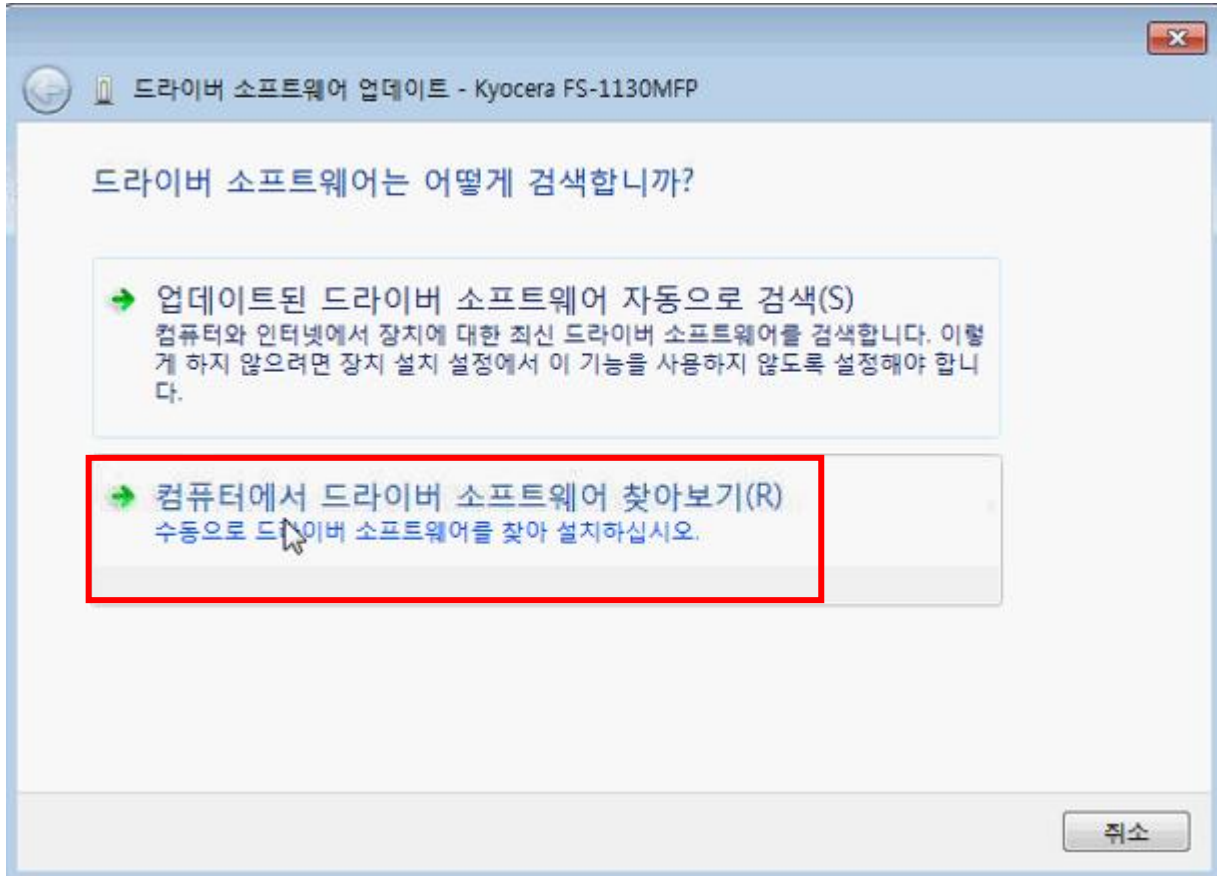 드라이버 소프트웨어 업데이트 - Kyocera FS-1130MFP
드라이버 소프트웨어는 어떻게 검색합니까?
업데이트된 드라이버 소프트웨어 자동으로 검색(S)
컴퓨터와 인터넷에서 장치에 대한 최신 드라이버 소프트웨어를 검색합니다. 이렇
게 하지 않으려면 장치 설치 설정에서 이 기능을 사용하지 않도록 설정해야 합니
다.
컴퓨터에서 드라이버 소프트웨어 찾아보기(R)
수동으로 드라이버 소프트웨어를 찾아 설치하십시오.
취소